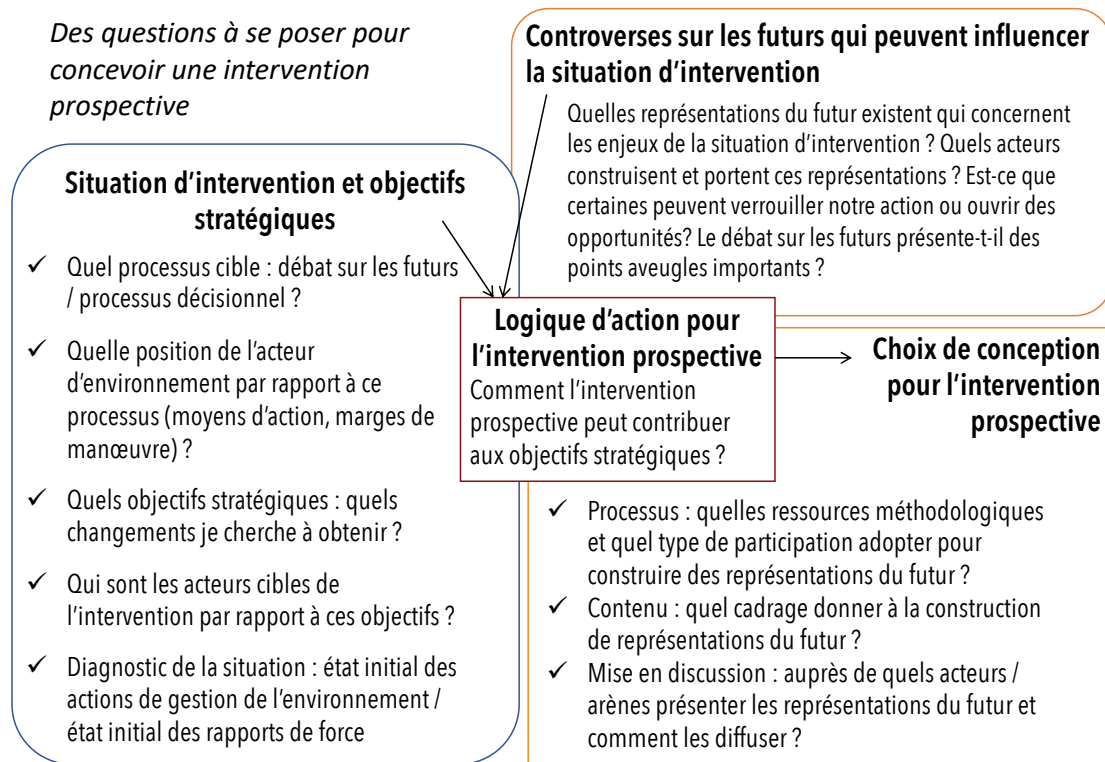 Des questions à se poser pour
concevoir une intervention
prospective
Controverses sur les futurs qui peuvent influencer
la situation d'intervention
Quelles représentations du futur existent qui concernent
les enjeux de la situation d'intervention ? Quels acteurs
construisent et portent ces représentations ? Est-ce que
certaines peuvent verrouiller notre action ou ouvrir des
opportunités? Le débat sur les futurs présente-t-il des
points aveugles importants ?
Situation d'intervention et objectifs
stratégiques
✓ Quel processus cible : débat sur les futurs
/ processus décisionnel ?
✓ Quelle position de l'acteur
d'environnement par rapport à ce
processus (moyens d'action, marges de
manœuvre) ?
✓ Quels objectifs stratégiques : quels
changements je cherche à obtenir ?
✓ Qui sont les acteurs cibles de
l'intervention par rapport à ces objectifs ?
✓ Diagnostic de la situation : état initial des
actions de gestion de l'environnement /
état initial des rapports de force
Logique d'action pour
l'intervention prospective
Comment l'intervention
prospective peut contribuer
aux objectifs stratégiques ?
Choix de conception
pour l'intervention
prospective
✓ Processus : quelles ressources méthodologiques
et quel type de participation adopter pour
construire des représentations du futur ?
✓ Contenu : quel cadrage donner à la construction
de représentations du futur ?
✓ Mise en discussion : auprès de quels acteurs /
arènes présenter les représentations du futur et
comment les diffuser ?